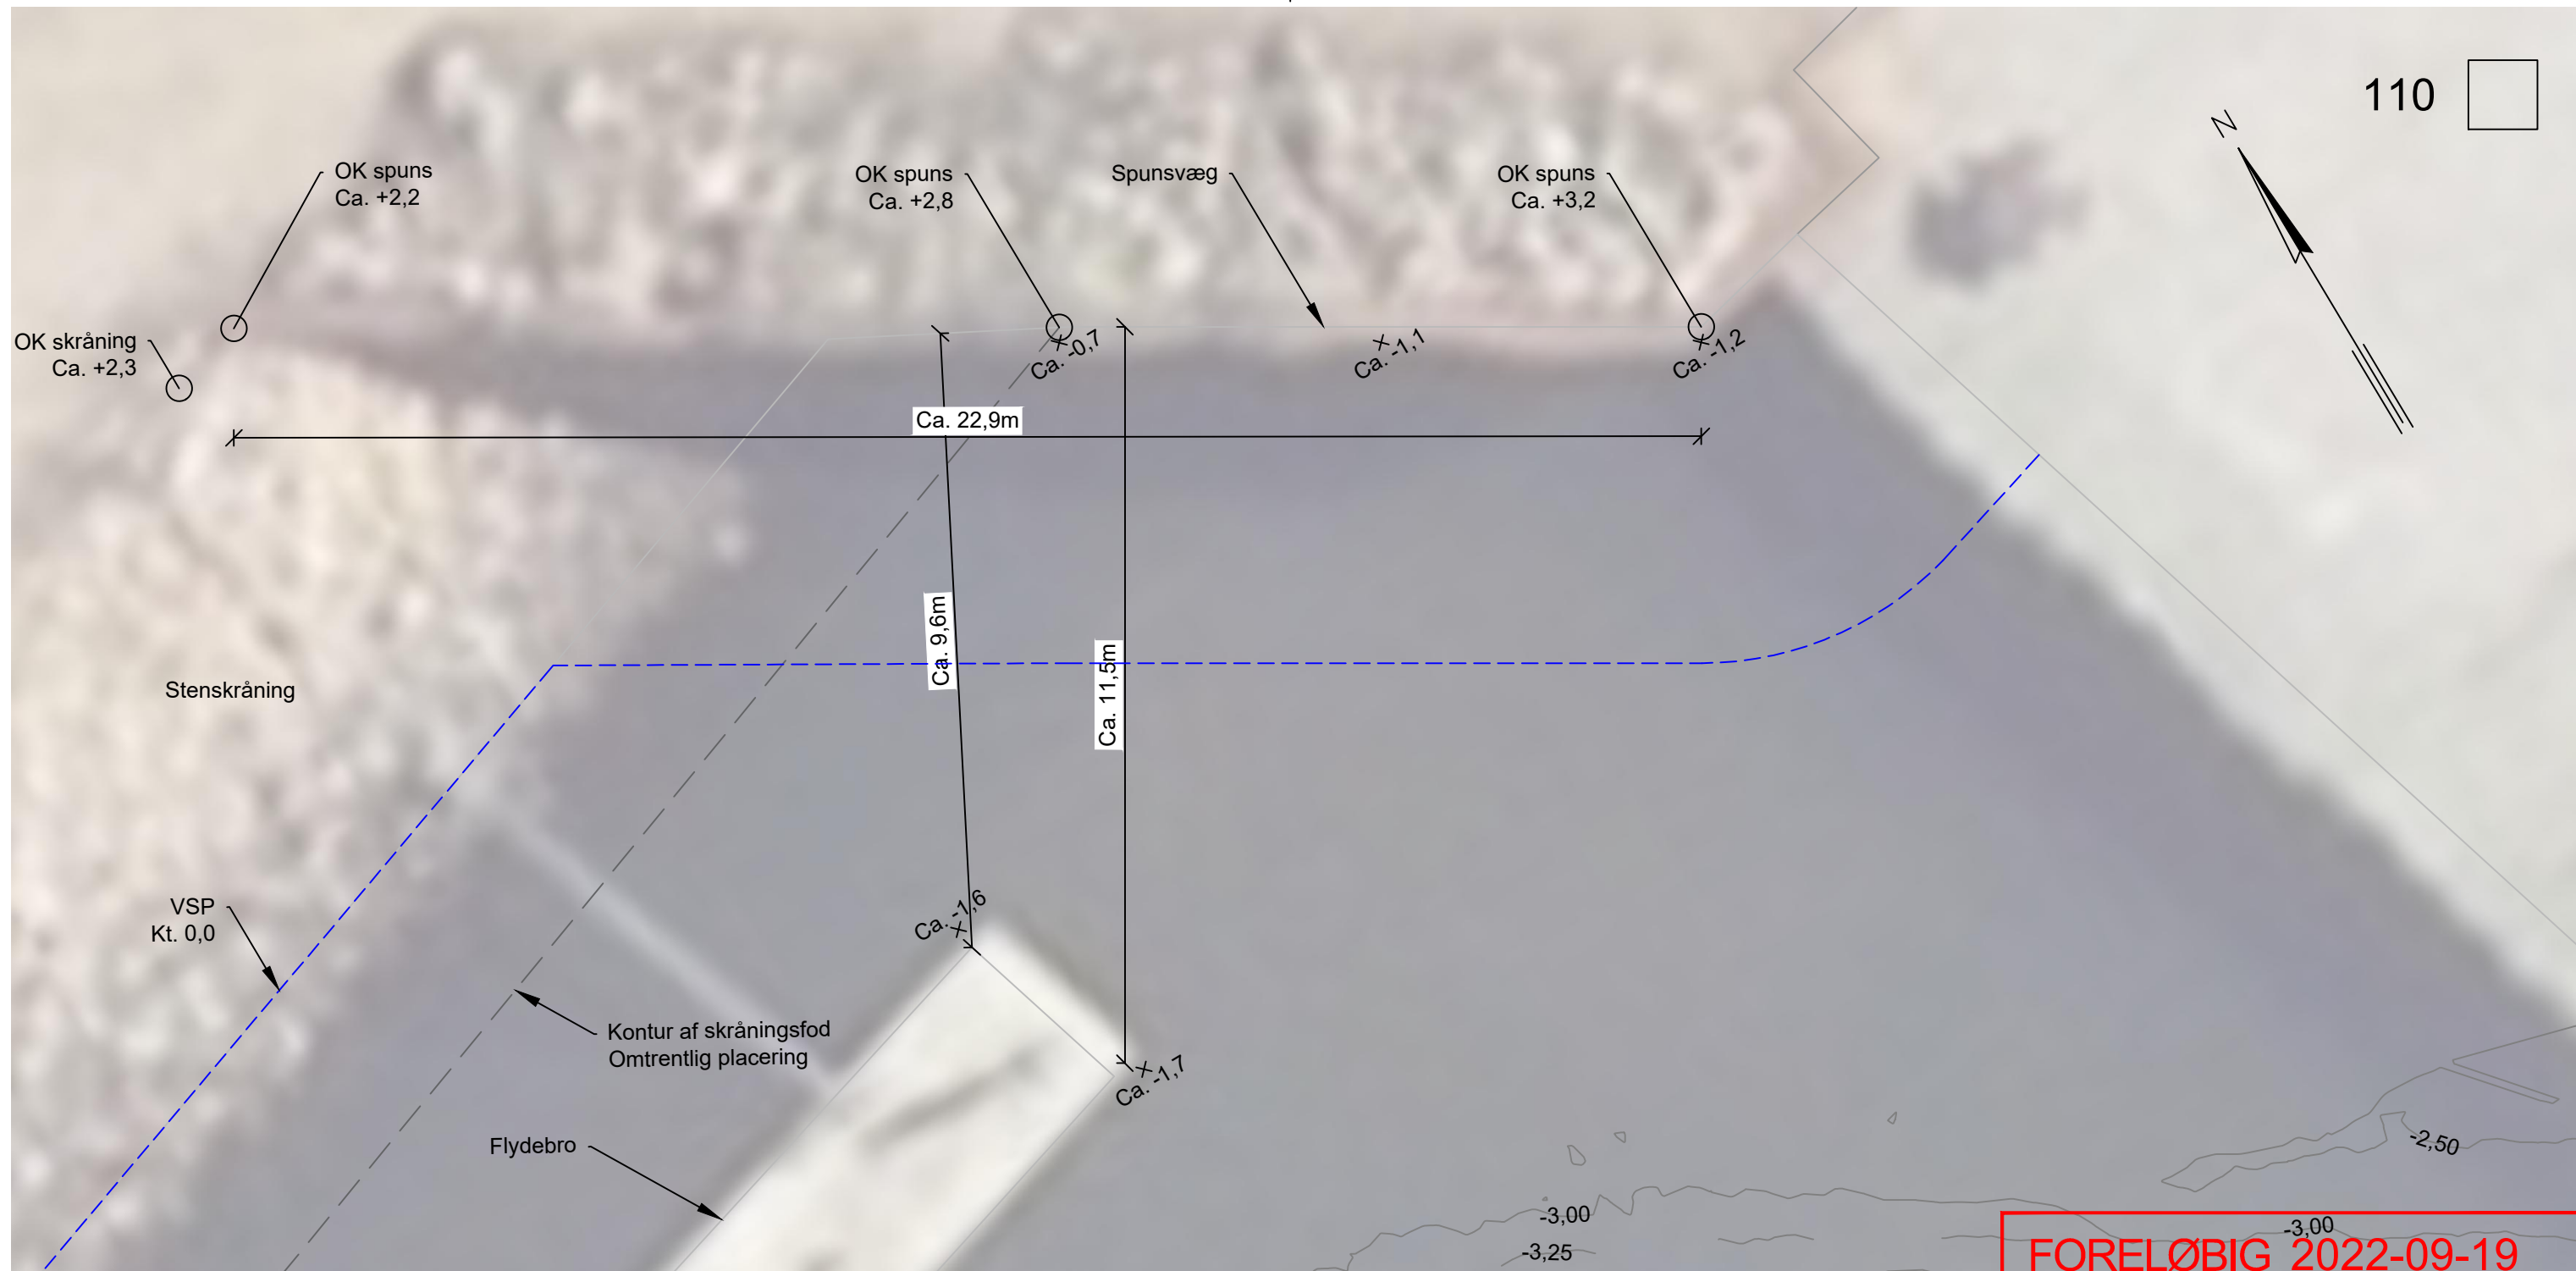 110
N
OK spuns
Ca. +2,2
OK spuns
Ca. +2,8
Spunsvæg
OK spuns
Ca. +3,2
OK skråning
Ca. +2,3
Ca. -0,7
Ca. -1,1
Ca. -1,2
Ca. 22,9m
Ca. 9,6m
Ca. 11,5m
Stenskråning
VSP
Kt. 0,0
Ca. -1,6
Kontur af skråningsfod
Omtrentlig placering
Ca. -1,7
Flydebro
-2,50
-3,00
-3,00
-3,25
FORELØBIG 2022-09-19